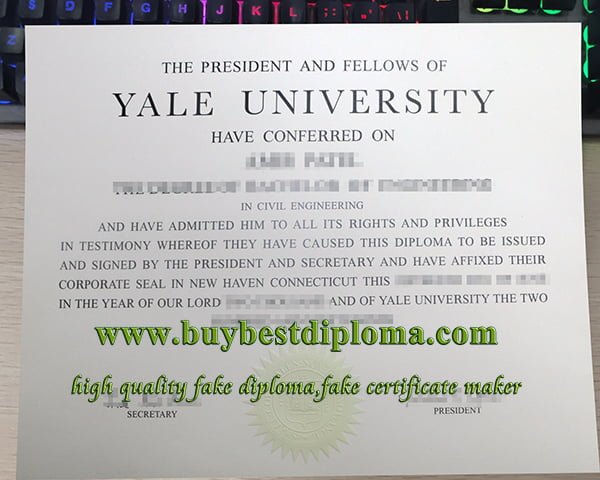 THE PRESIDENT AND FELLOWS OF
YALE UNIVERSITY
HAVE CONFERRED ON
IN CIVIL ENGINEERING
AND HAVE ADMITTED HIM TO ALL ITS RIGHTS AND PRIVILEGES
IN TESTIMONY WHEREOF THEY HAVE CAUSED THIS DIPLOMA TO BE ISSUED
AND SIGNED BY THE PRESIDENT AND SECRETARY AND HAVE AFFIXED THEIR
CORPORATE SEAL IN NEW HAVEN CONNECTICUT THIS
IN THE YEAR OF OUR LORD AND OF YALE UNIVERSITY THE TWO
www.buybestdiploma.com
high quality fake diploma,fake certificate maker
SECRETARY
PRESIDENT